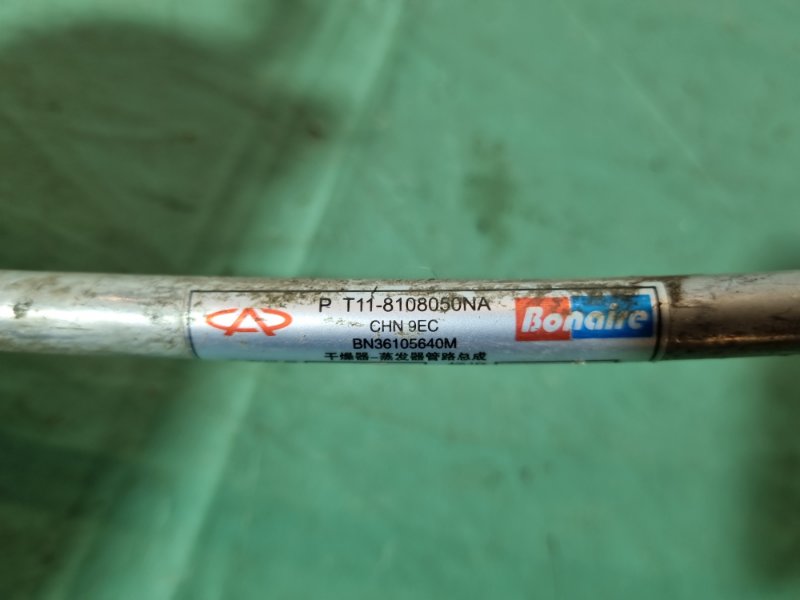 P T11-8108050NA
CHN 9EC
BN36105640M
干燥器-蒸发器管路总成
Bonaire